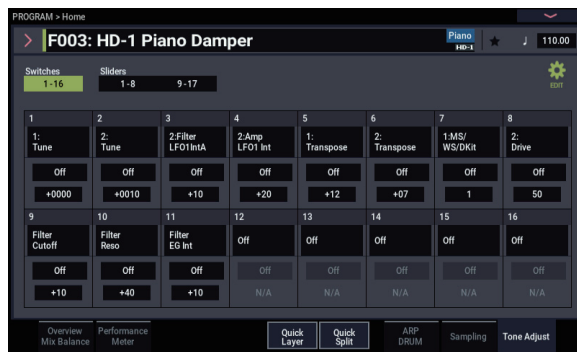 PROGRAM > Home
F003: HD-1 Piano Damper
Piano
HD-1
♩ 110.00
Switches
1-16
Sliders
1-8 9-17
EDIT
1 2 3 4 5 6 7 8
1: 2: 2:Filter 2:Amp 1: 2: 1:MS/ 2:
Tune Tune LFO1IntA LFO1 Int Transpose Transpose WS/DKit Drive
Off Off Off Off Off Off Off Off
+0000 +0010 +10 +20 +12 +07 1 50
9 10 11 12 13 14 15 16
Filter Filter Filter Off Off Off Off Off
Cutoff Reso EG Int
Off Off Off Off Off Off Off Off
+10 +40 +10 N/A N/A N/A N/A N/A
Overview Performance Quick Quick ARP Sampling Tone Adjust
Mix Balance Meter Layer Split DRUM